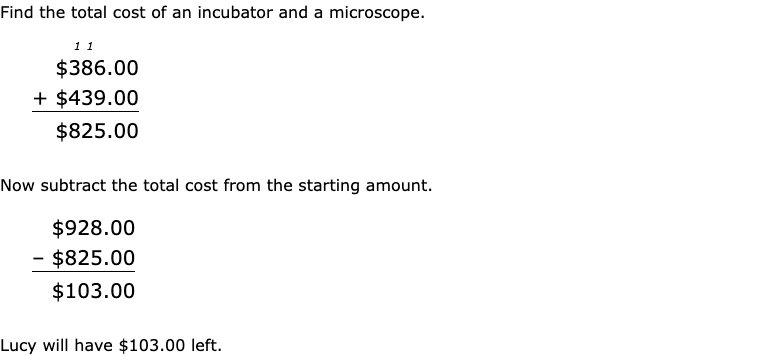 Find the total cost of an incubator and a microscope.
1 1
$386.00
+ $439.00
$825.00
Now subtract the total cost from the starting amount.
$928.00
– $825.00
$103.00
Lucy will have $103.00 left.